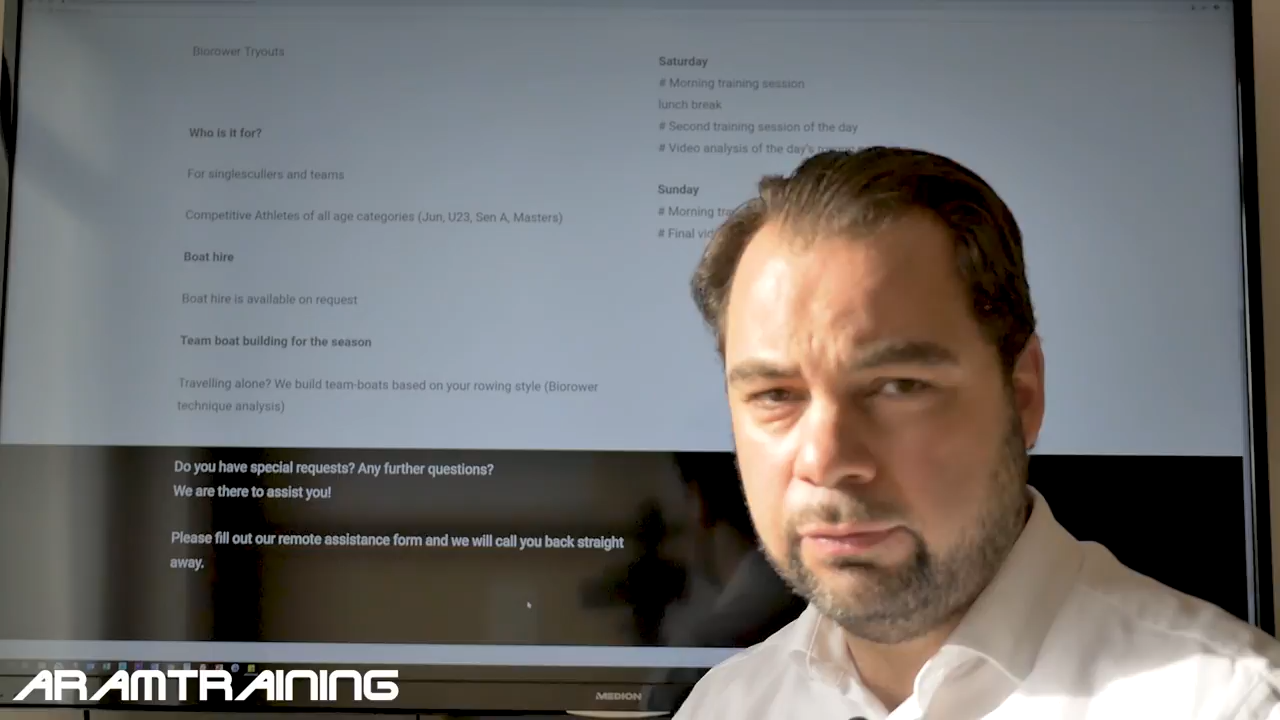 Biorower Tryouts
Who is it for?
For singlescullers and teams
Competitive Athletes of all age categories (Jun, U23, Sen A, Masters)
Boat hire
Boat hire is available on request
Team boat building for the season
Travelling alone? We build team-boats based on your rowing style (Biorower
technique analysis)
Saturday
# Morning training session
lunch break
# Second training session of the day
# Video analysis of the day's
Sunday
# Morning
# Final
Do you have special requests? Any further questions?
We are there to assist you!
Please fill out our remote assistance form and we will call you back straight
away.
ARAMTRAINING
MEDION